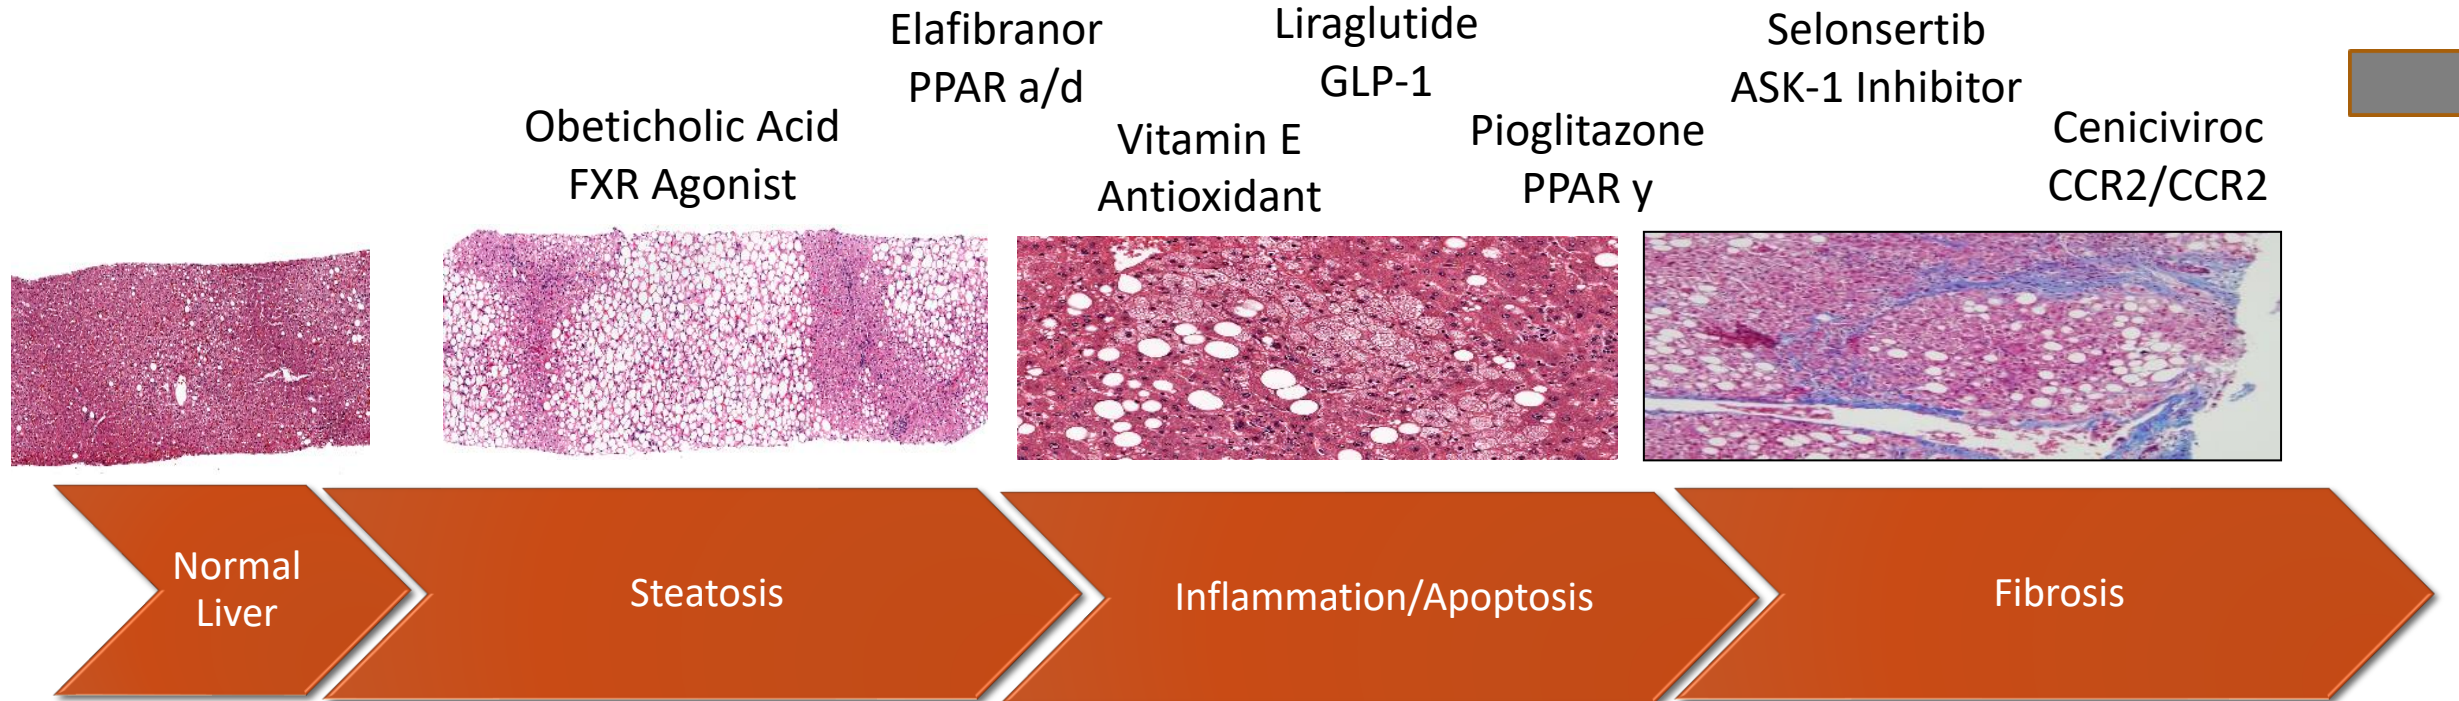 Elafibranor
PPAR a/d
Liraglutide
GLP-1
Selonsertib
ASK-1 Inhibitor
Obeticholic Acid
FXR Agonist
Vitamin E
Antioxidant
Pioglitazone
PPAR y
Ceniciviroc
CCR2/CCR2
Normal
Liver
Steatosis
Inflammation/Apoptosis
Fibrosis